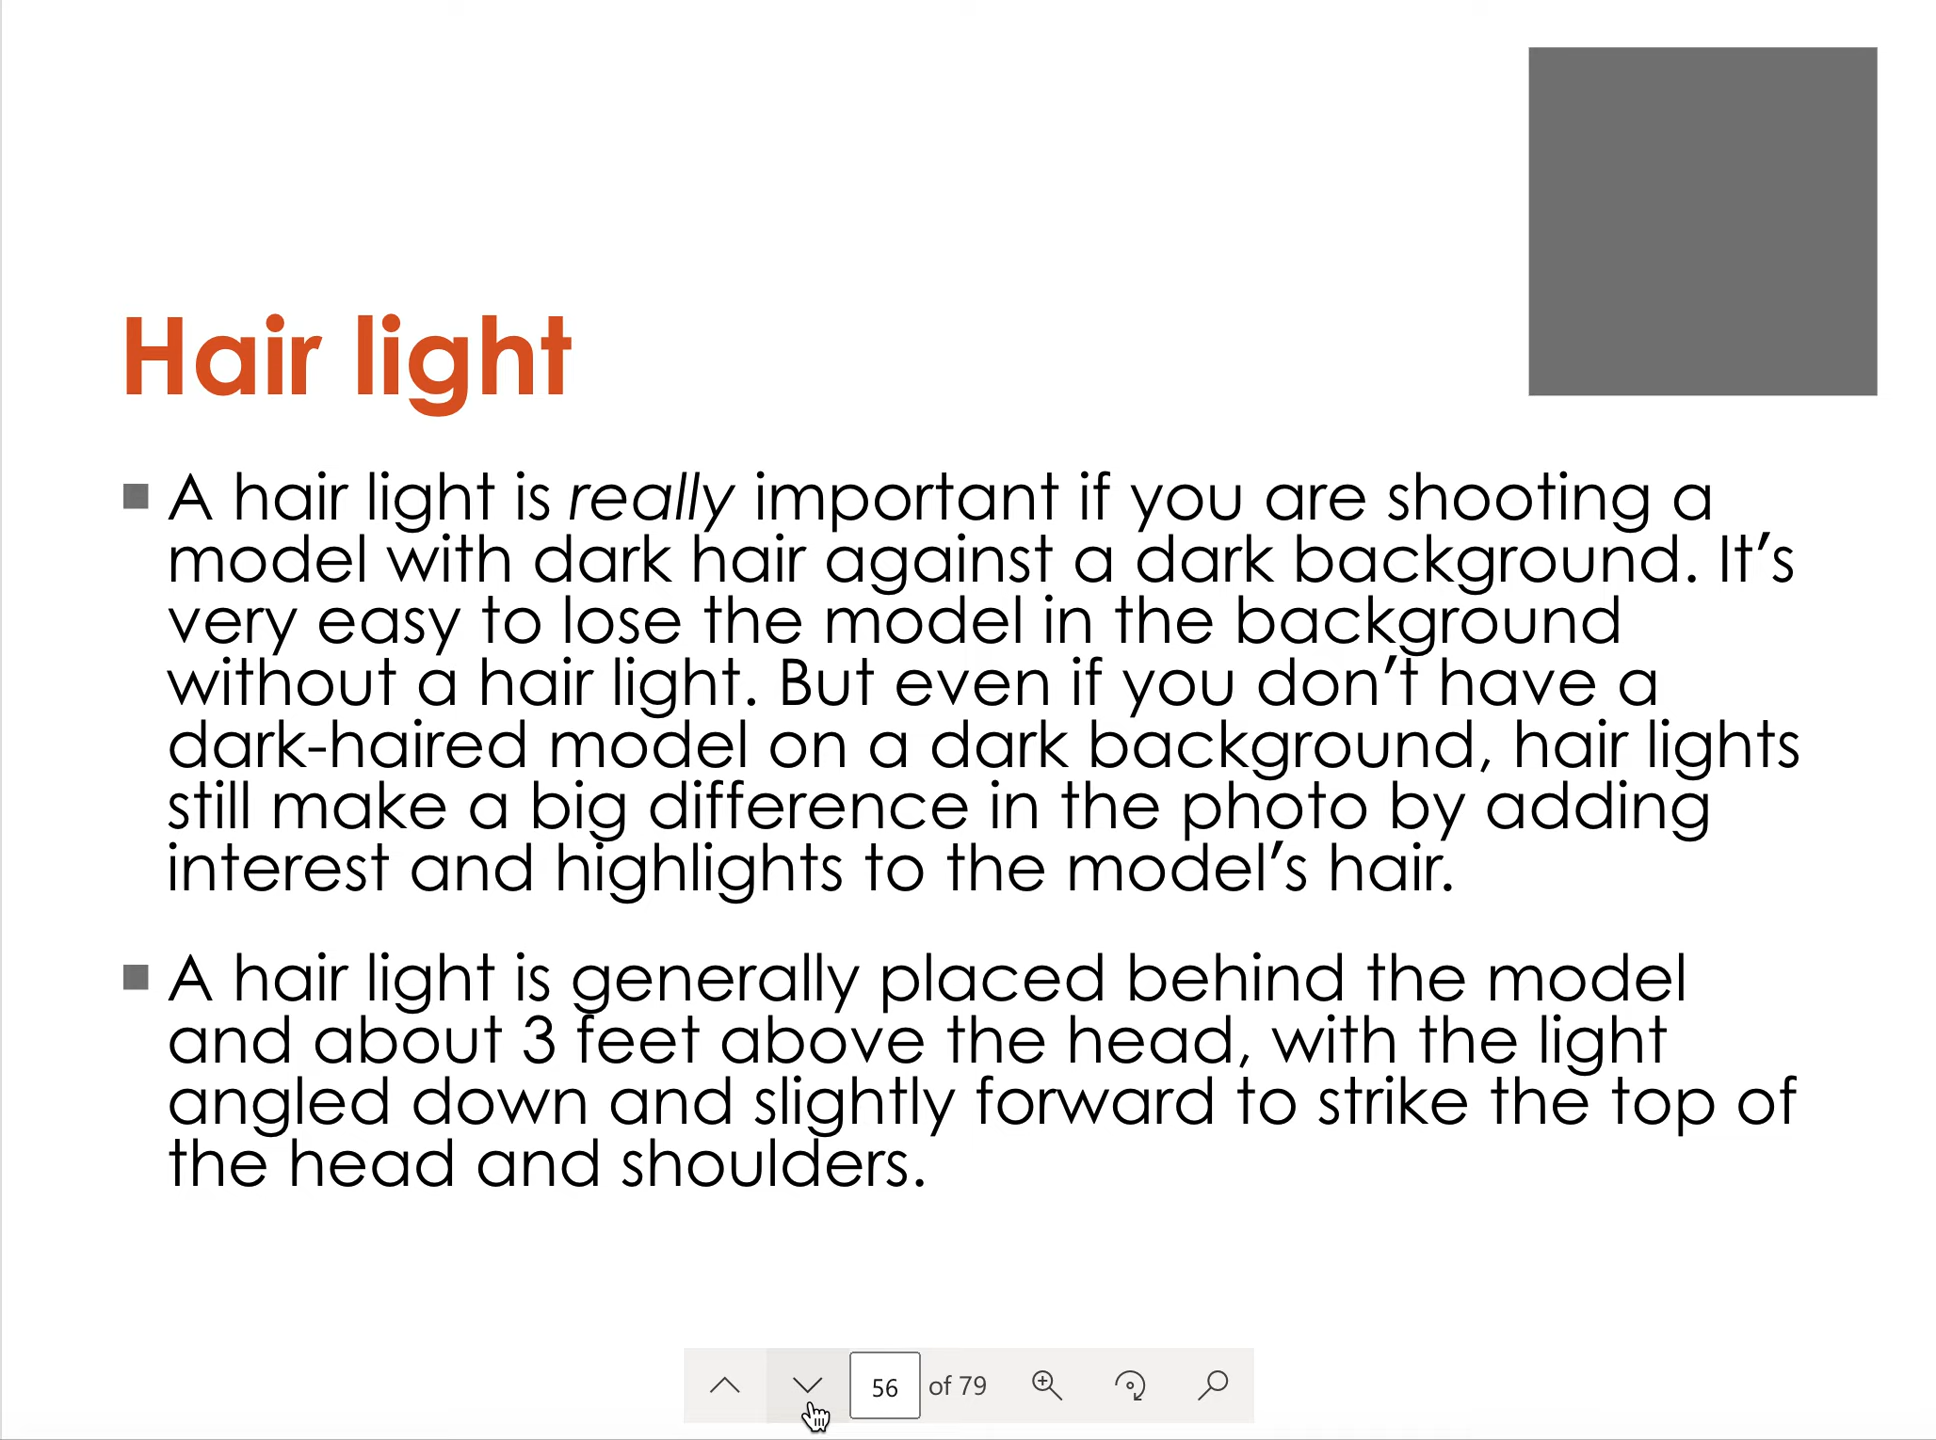 Hair light
A hair light is really important if you are shooting a
model with dark hair against a dark background. It’s
very easy to lose the model in the background
without a hair light. But even if you don’t have a
dark-haired model on a dark background, hair lights
still make a big difference in the photo by adding
interest and highlights to the model’s hair.
A hair light is generally placed behind the model
and about 3 feet above the head, with the light
angled down and slightly forward to strike the top of
the head and shoulders.
56 of 79